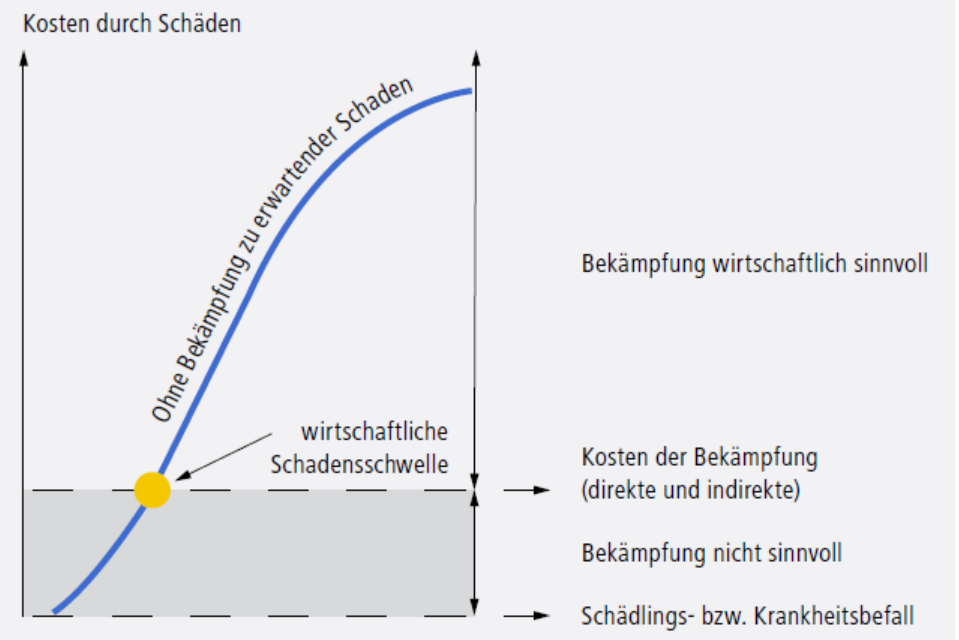 Kosten durch Schäden
Ohne Bekämpfung zu erwartender Schaden
Bekämpfung wirtschaftlich sinnvoll
wirtschaftliche
Schadensschwelle
Kosten der Bekämpfung
(direkte und indirekte)
Bekämpfung nicht sinnvoll
Schädlings- bzw. Krankheitsbefall